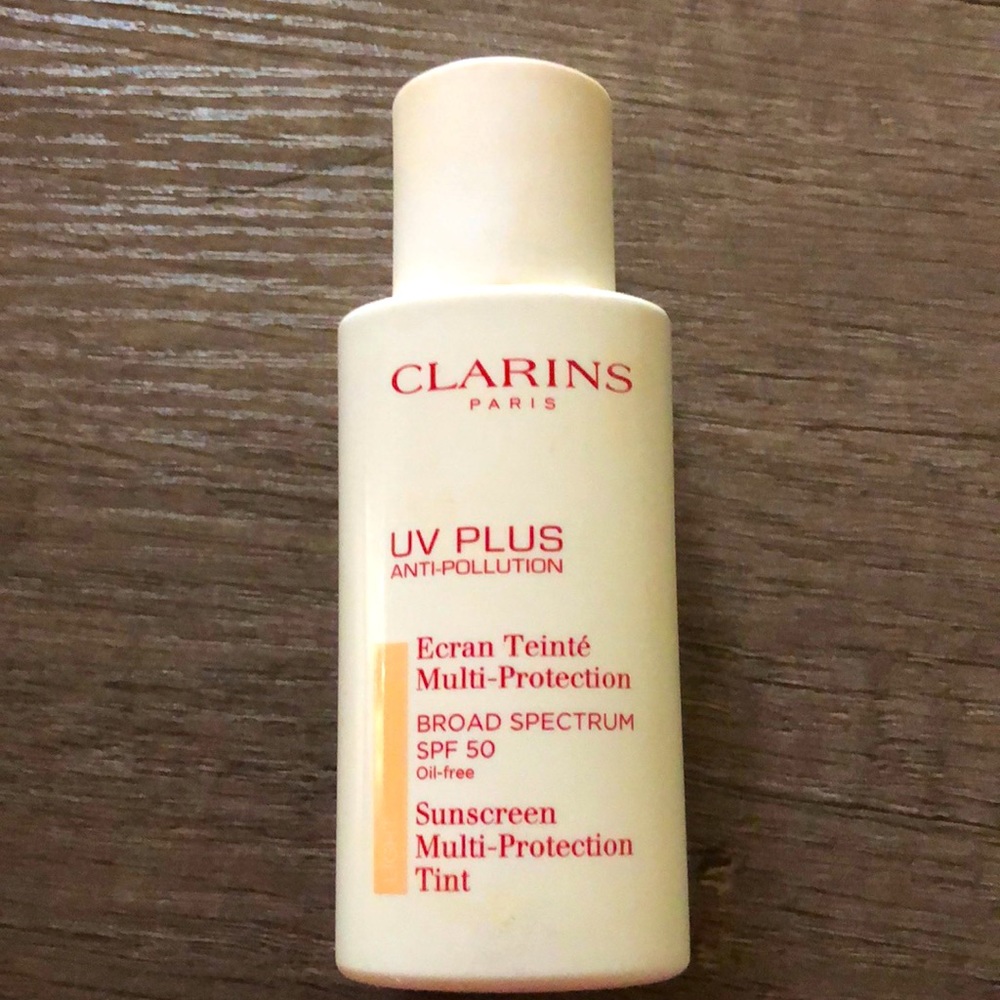 CLARINS
PARIS
UV PLUS
ANTI-POLLUTION
Ecran Teinté
Multi-Protection
BROAD SPECTRUM
SPF 50
Oil-free
Sunscreen
Multi-Protection
Tint